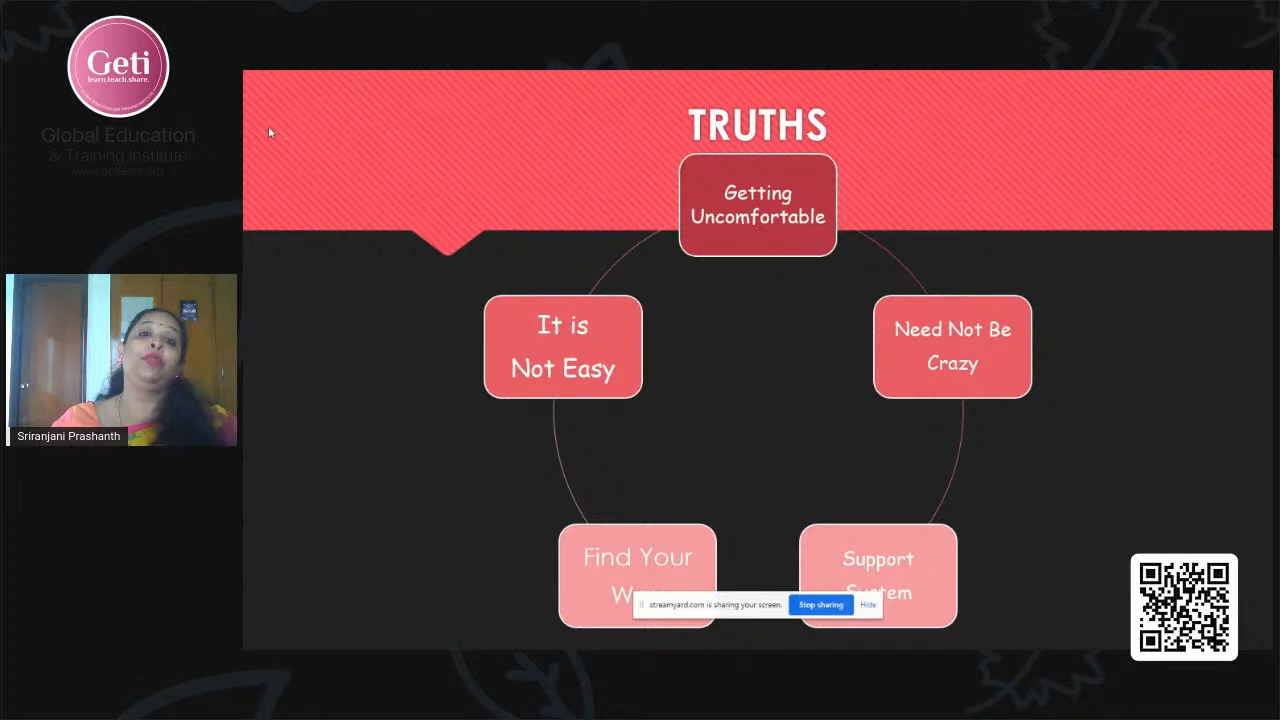 Geti
learn.teach.share.
Global Education
& Training Institute
TRUTHS
Getting
Uncomfortable
It is
Not Easy
Need Not Be
Crazy
Find Your
Support
System
streamyard.com is sharing your screen.
Stop sharing
Hide
Sriranjani Prashanth